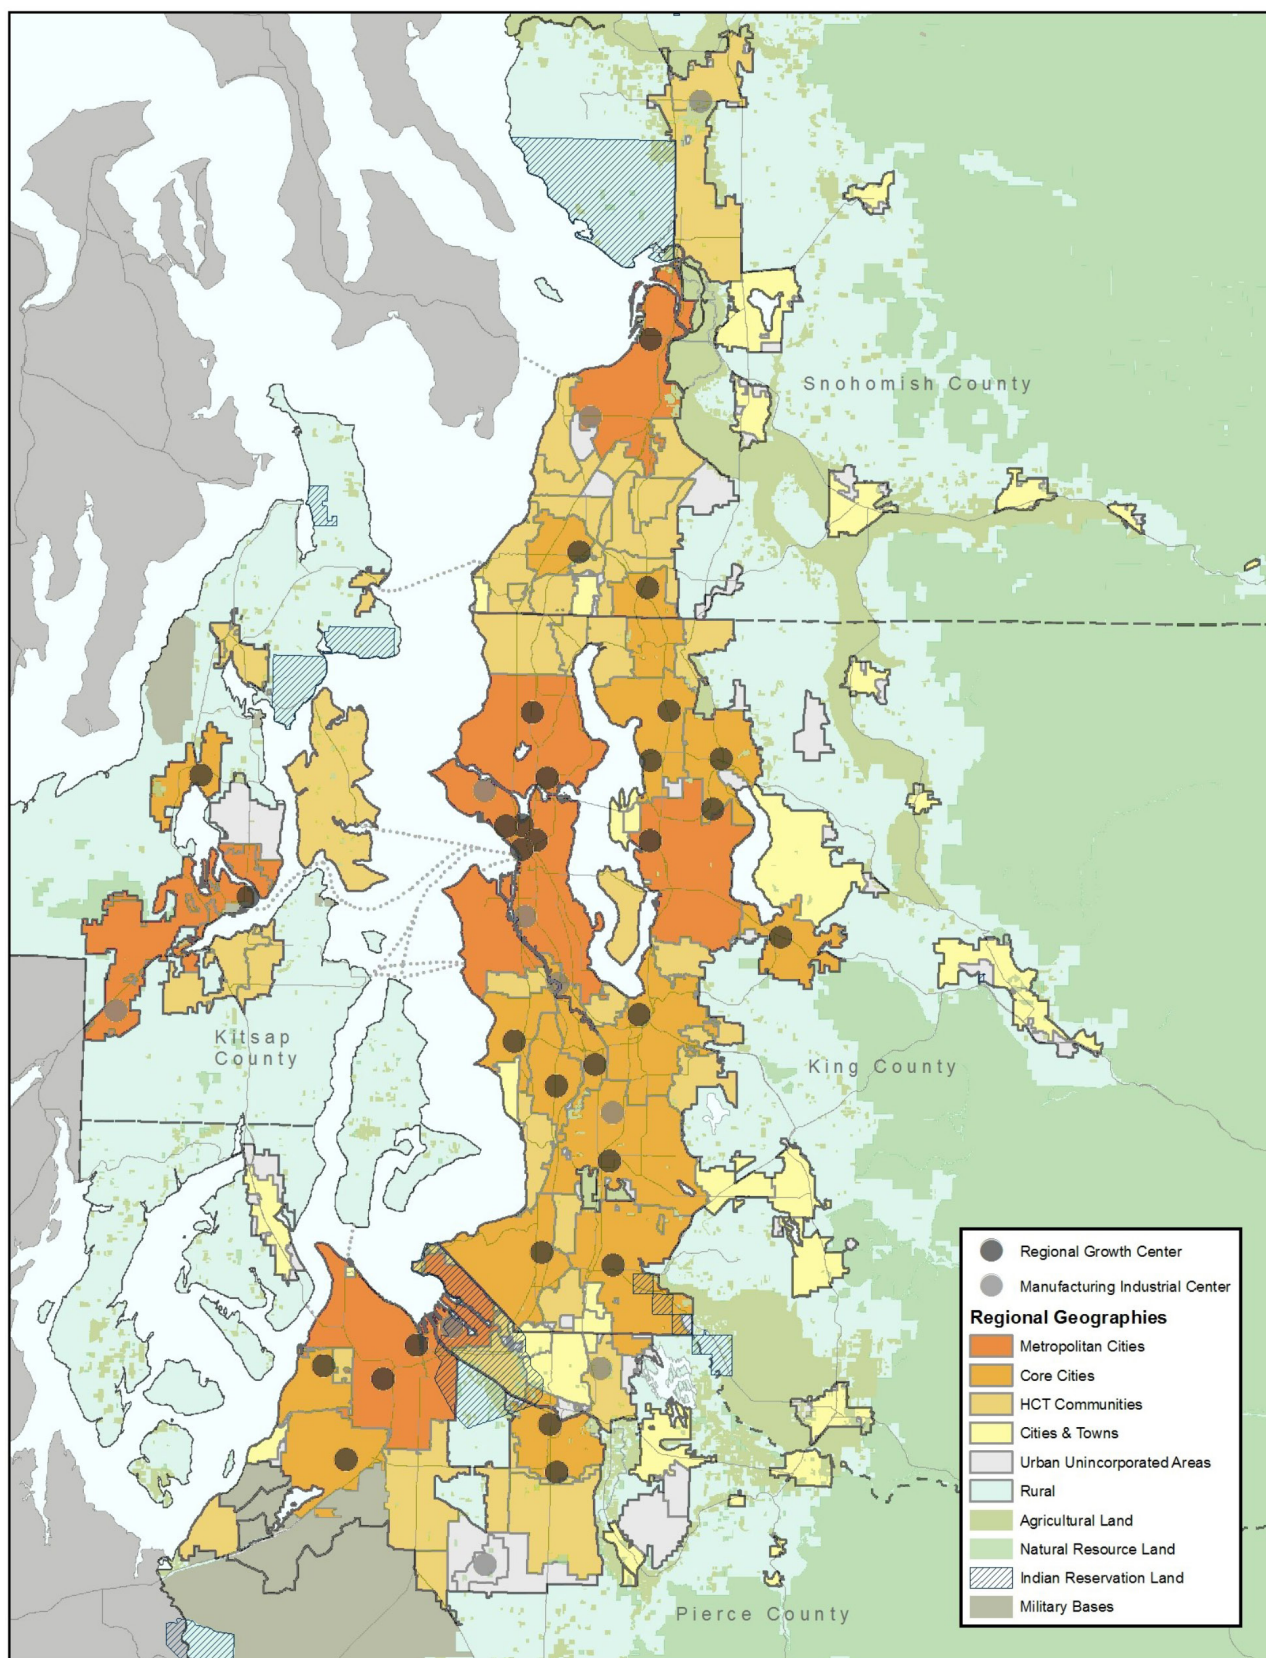 Snohomish County
Kitsap
County
King County
Pierce County
Regional Growth Center
Manufacturing Industrial Center
Regional Geographies
Metropolitan Cities
Core Cities
HCT Communities
Cities & Towns
Urban Unincorporated Areas
Rural
Agricultural Land
Natural Resource Land
Indian Reservation Land
Military Bases